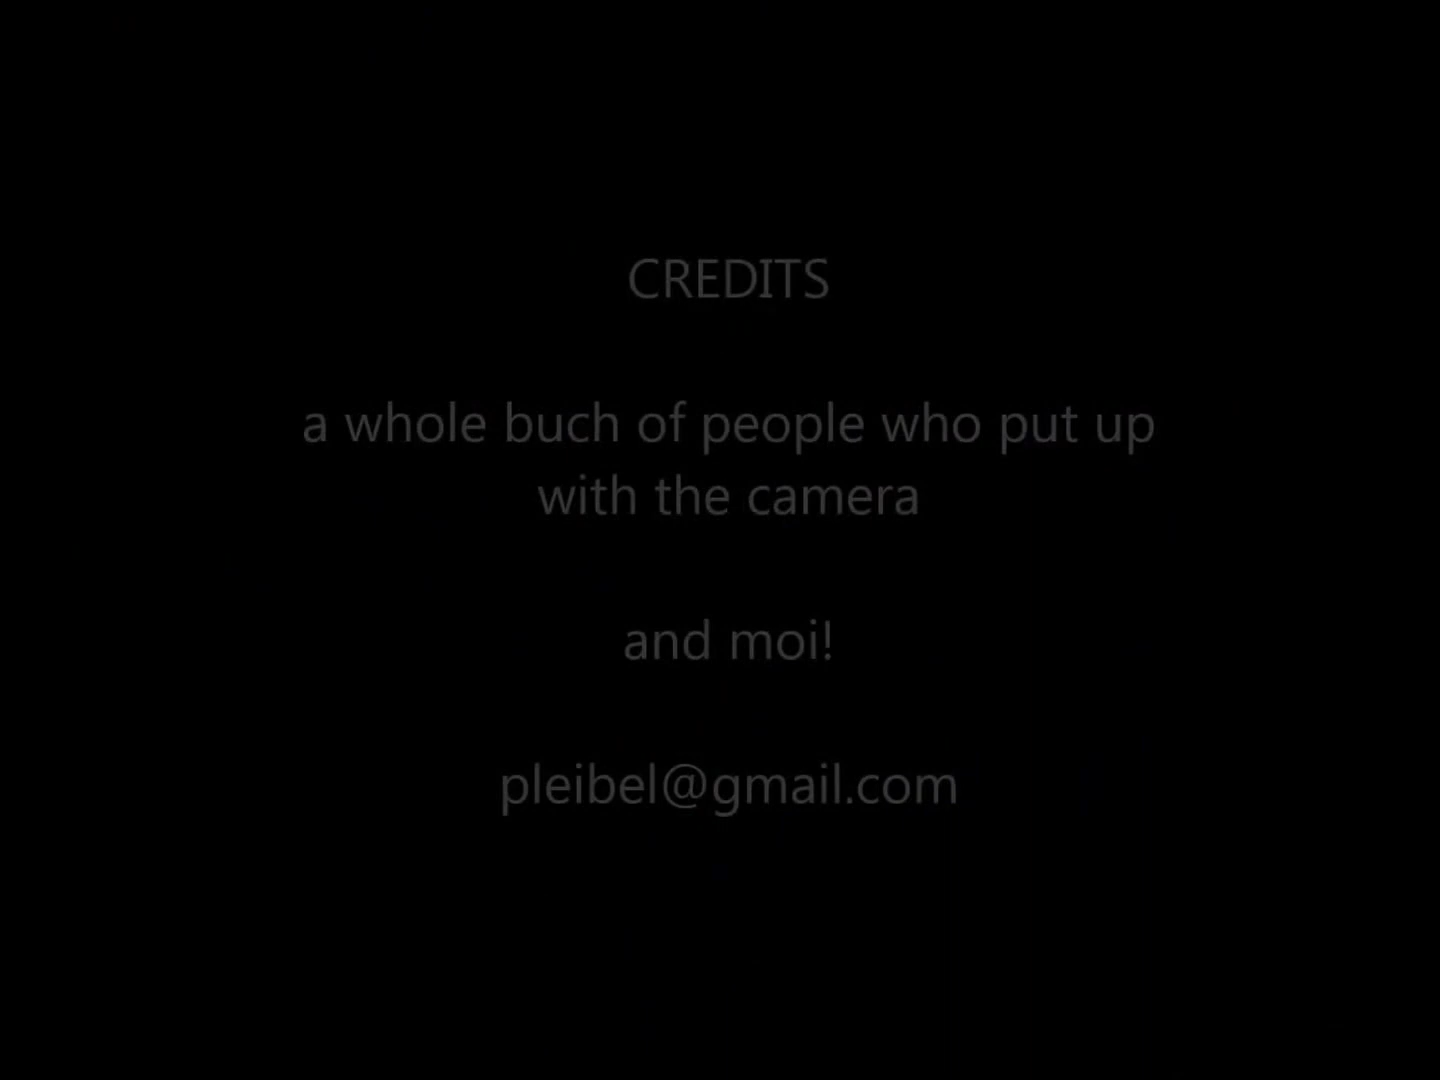 CREDITS
a whole buch of people who put up
with the camera
and moi!
pleibel@gmail.com